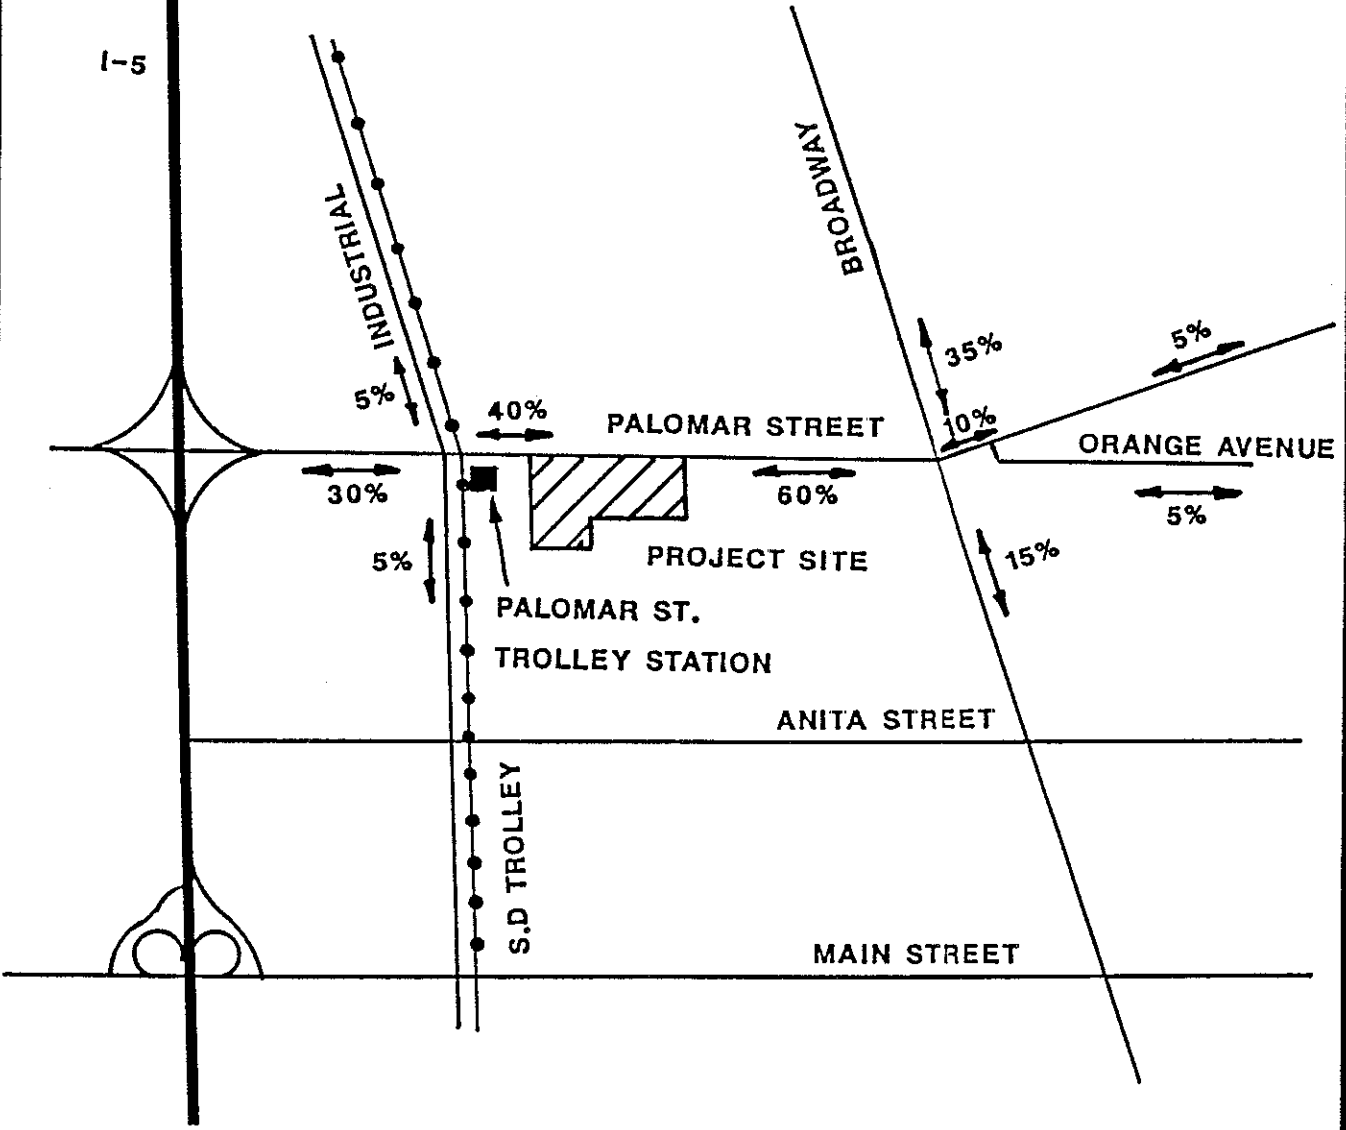 I-5
INDUSTRIAL
BROADWAY
35%
5%
5%
40%
10%
PALOMAR STREET
ORANGE AVENUE
30%
60%
5%
5%
15%
PROJECT SITE
PALOMAR ST.
TROLLEY STATION
ANITA STREET
S.D TROLLEY
MAIN STREET